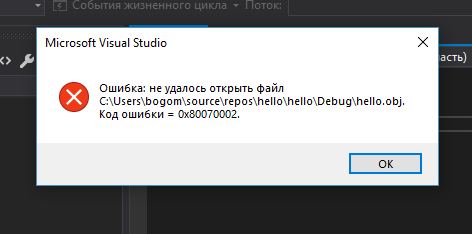 События жизненного цикла Поток:
Microsoft Visual Studio
асть)
Ошибка: не удалось открыть файл
C:\Users\bogom\source\repos\hello\hello\Debug\hello.obj.
Код ошибки = 0x80070002.
OK